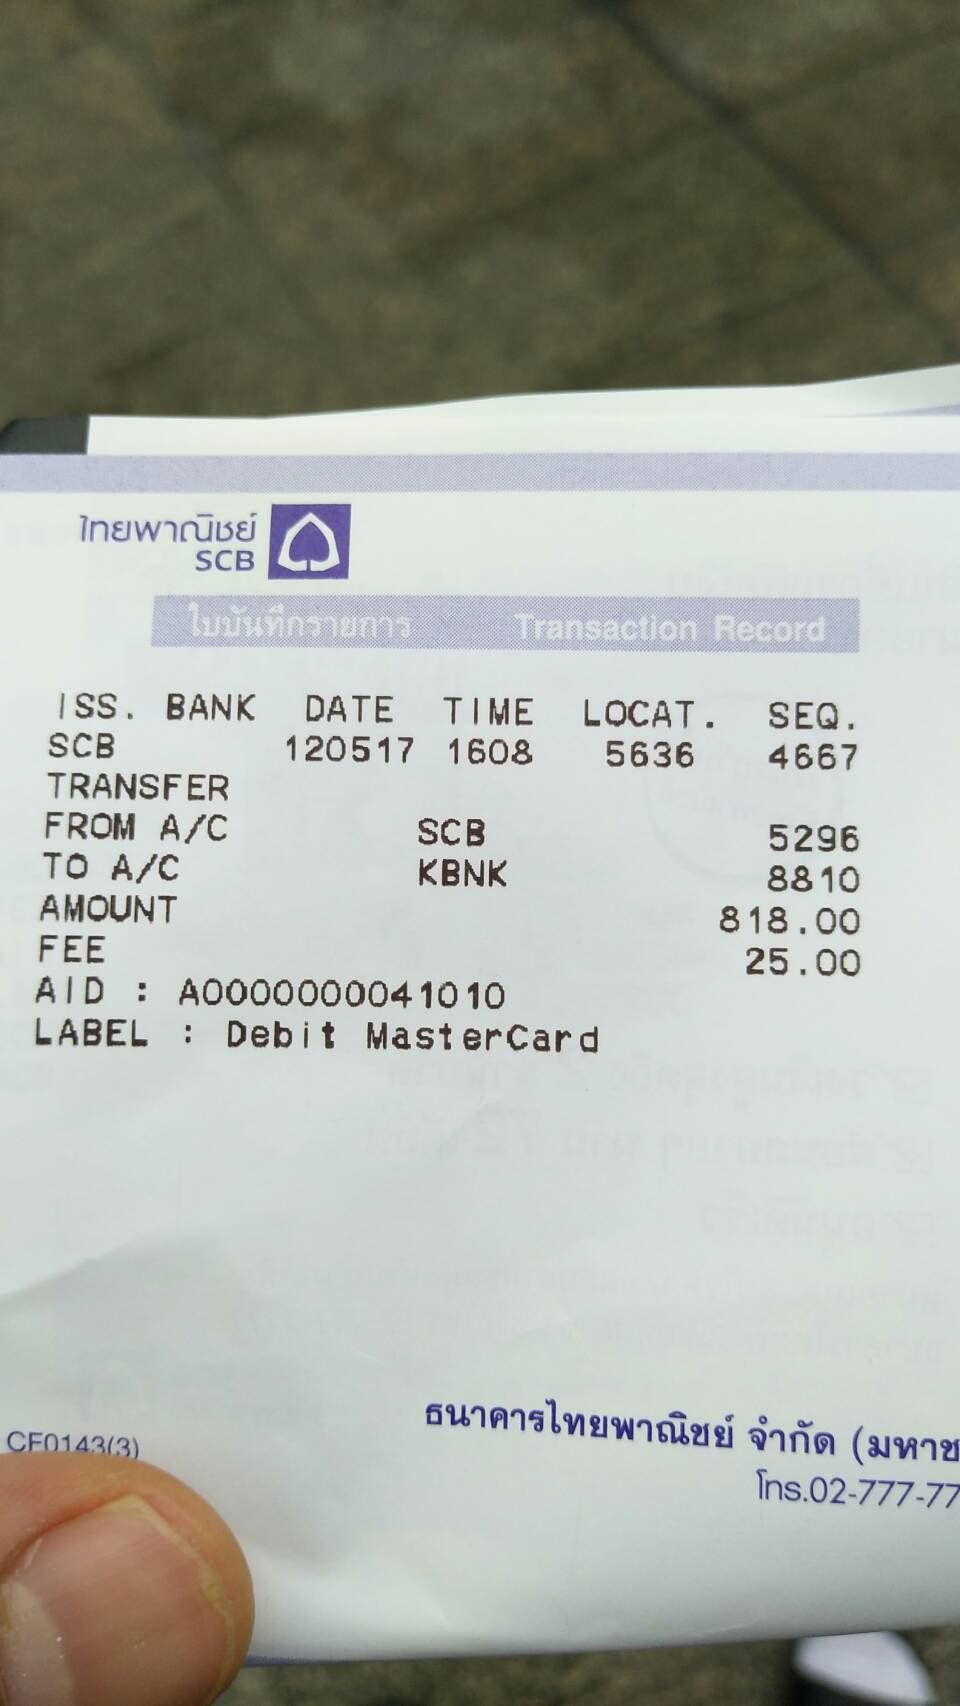 ไทยพาณิชย์
SCB
ใบบันทึกรายการ Transaction Record
ISS. BANK DATE TIME LOCAT. SEQ.
SCB 120517 1608 5636 4667
TRANSFER
FROM A/C SCB 5296
TO A/C KBNK 8810
AMOUNT 818.00
FEE 25.00
AID : A0000000041010
LABEL : Debit MasterCard
ธนาคารไทยพาณิชย์ จำกัด (มหาช
CF0143(3)
โทร.02-777-77